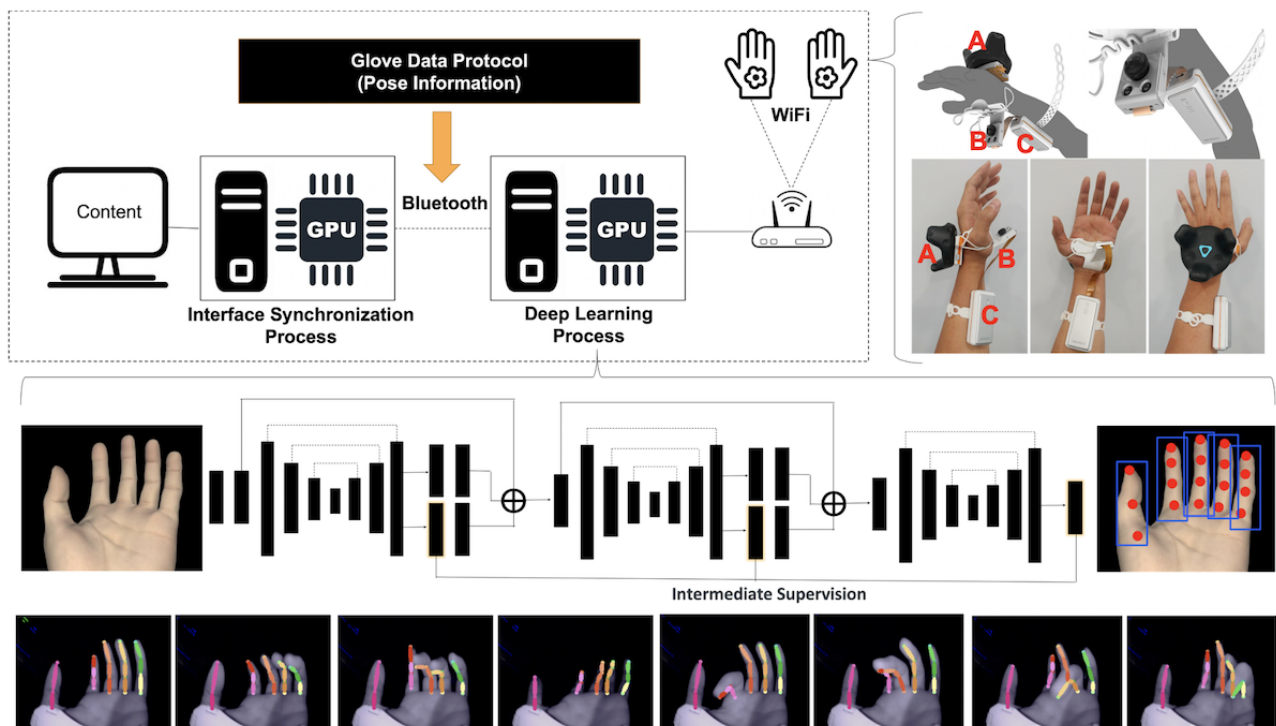 Glove Data Protocol
(Pose Information)
WiFi
Content
GPU
Bluetooth
GPU
Interface Synchronization
Process
Deep Learning
Process
A
B
C
A
B
C
Intermediate Supervision